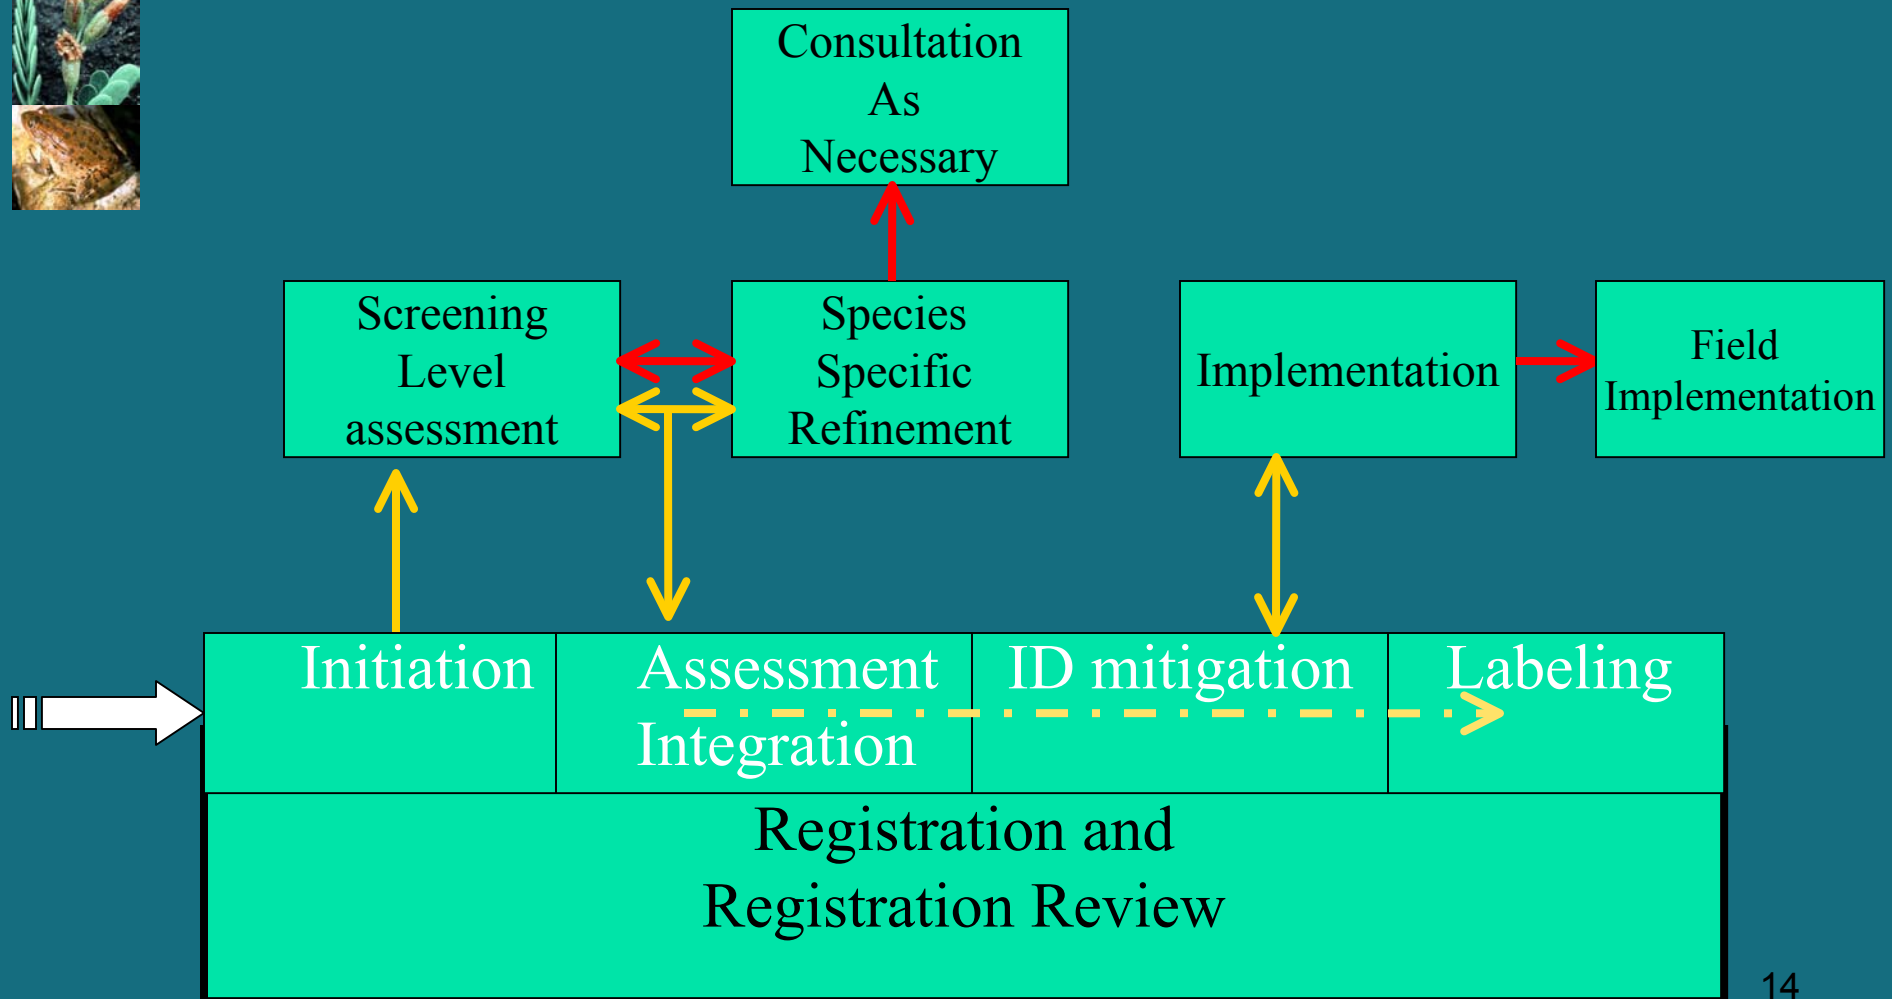 Consultation
As
Necessary
Screening
Level
assessment
Species
Specific
Refinement
Implementation
Field
Implementation
Initiation
Assessment
Integration
ID mitigation
Labeling
Registration and
Registration Review
14